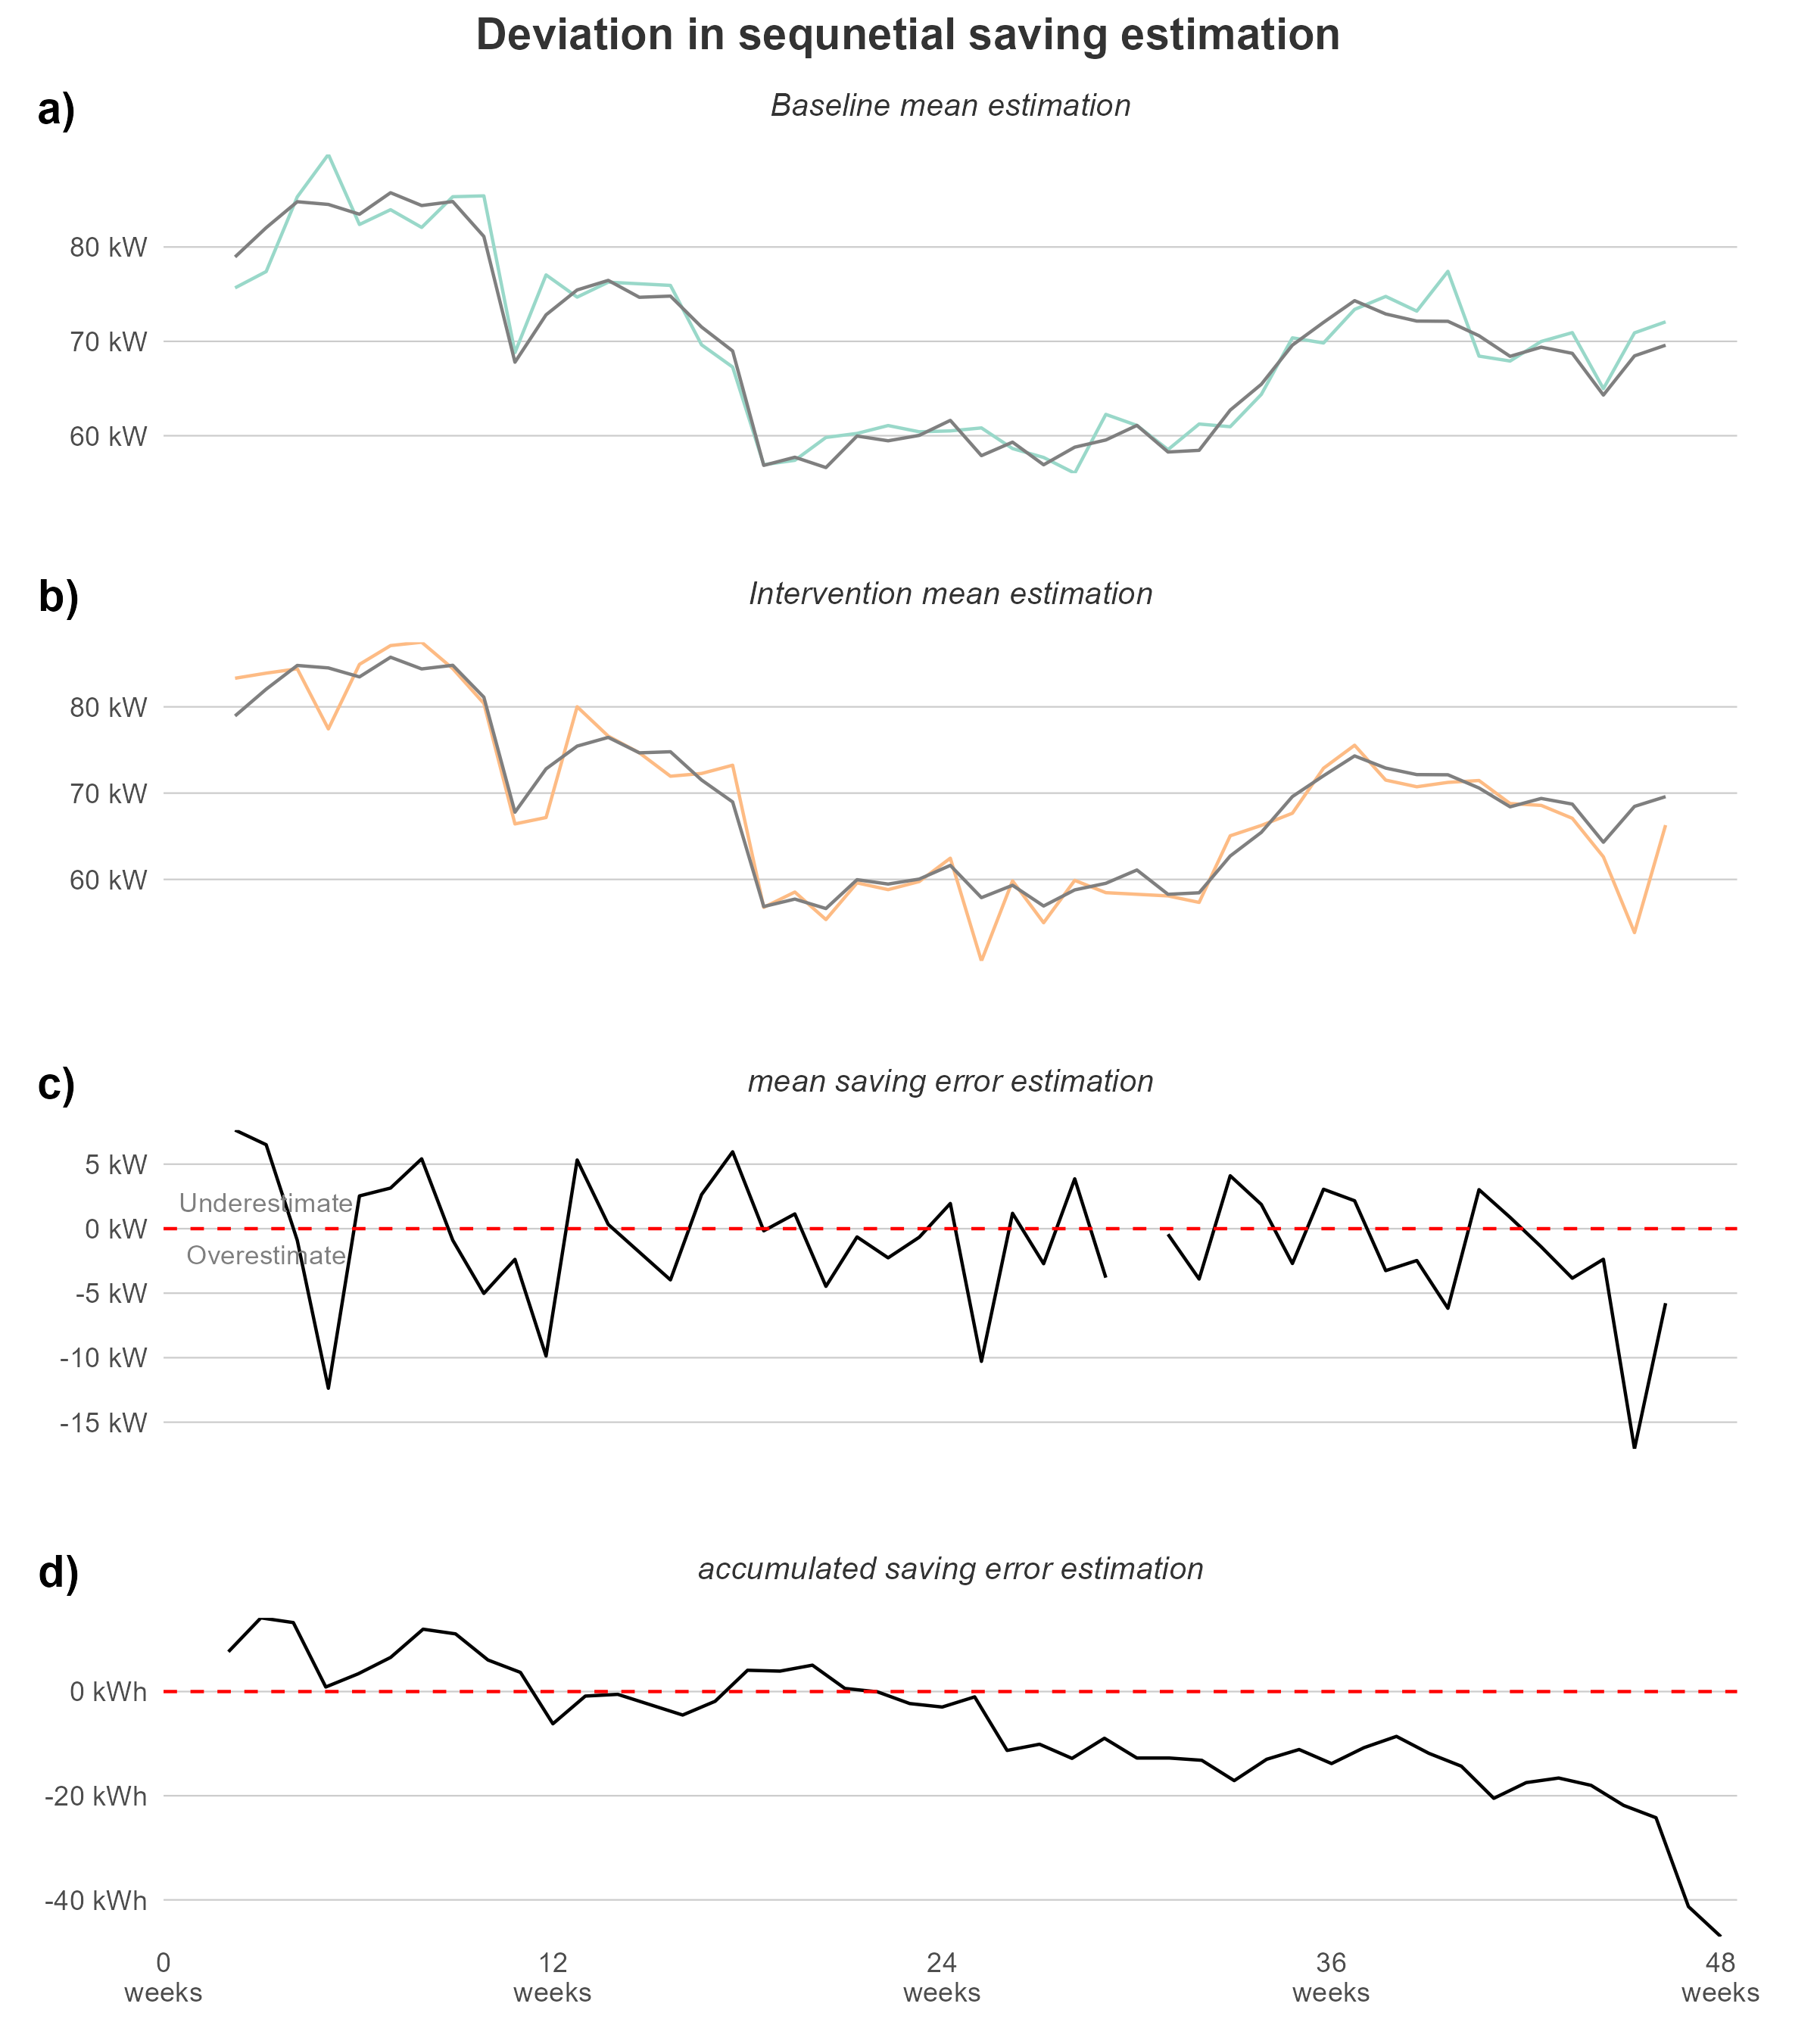 Deviation in sequnetial saving estimation
a)
Baseline mean estimation
80 kW
70 kW
60 kW
b)
Intervention mean estimation
80 kW
70 kW
60 kW
c)
mean saving error estimation
5 kW
Underestimate
0 kW
Overestimate
-5 kW
-10 kW
-15 kW
d)
accumulated saving error estimation
0 kWh
-20 kWh
-40 kWh
0 12 24 36 48
weeks weeks weeks weeks weeks